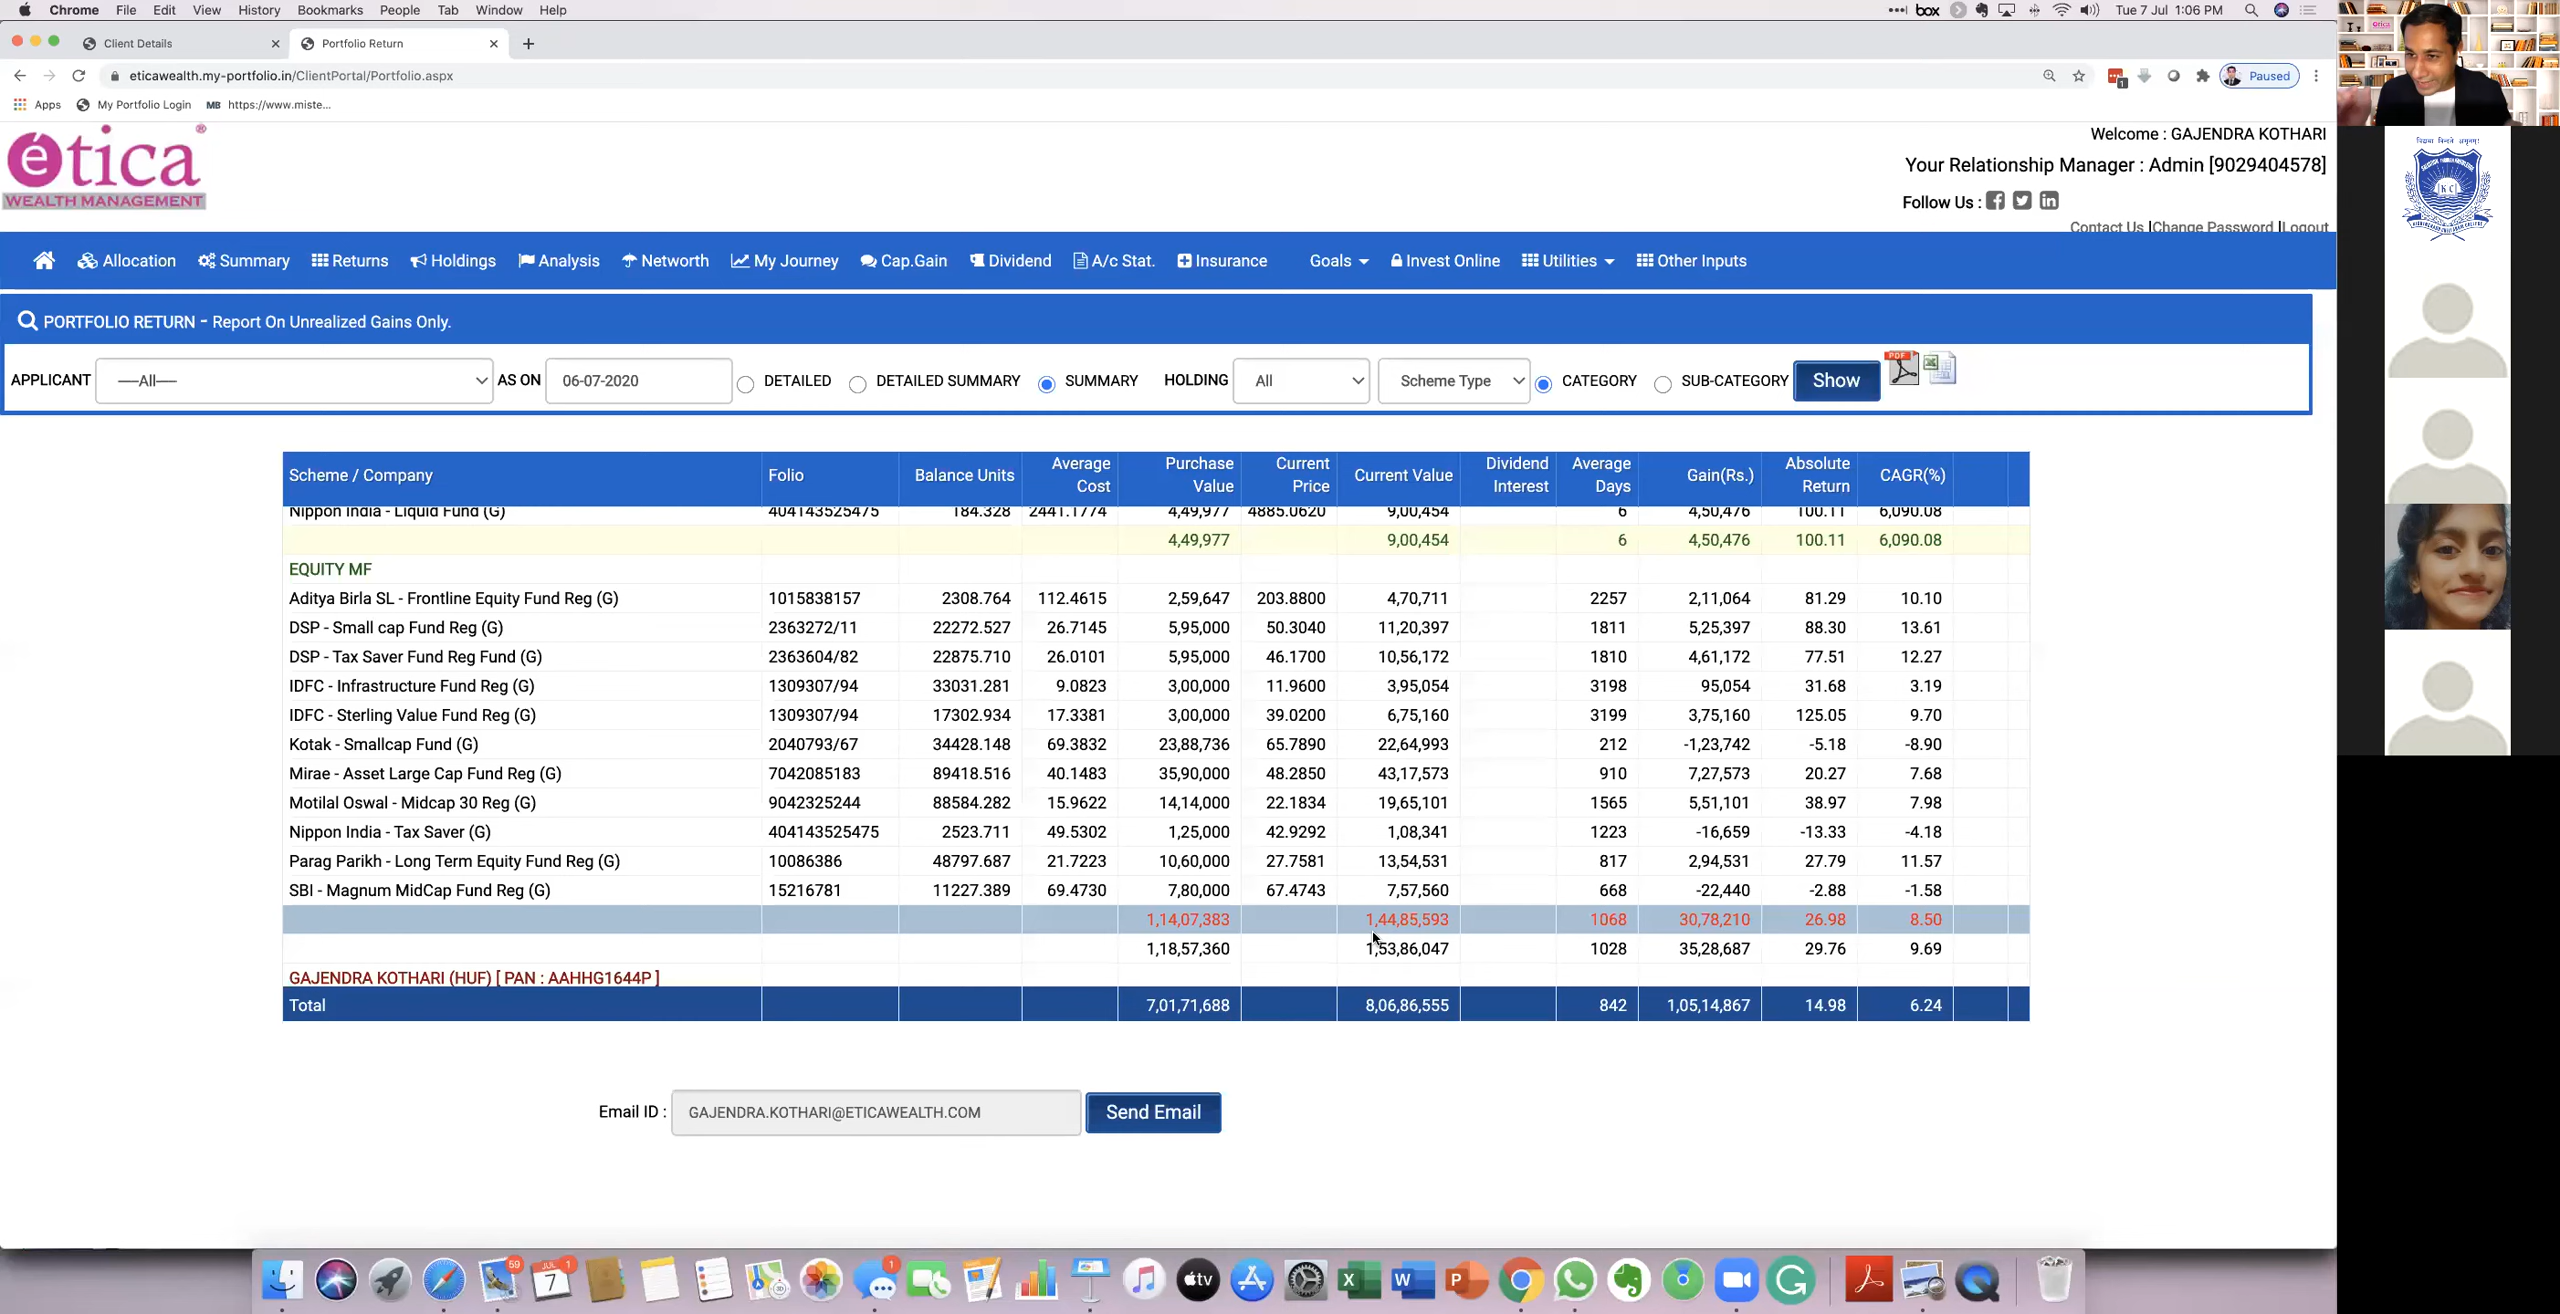 Chrome File Edit View History Bookmarks People Tab Window Help
box Tue 7 Jul 1:06 PM
Client Details
Portfolio Return
eticawealth.my-portfolio.in/ClientPortal/Portfolio.aspx
Paused
Apps My Portfolio Login MB https://www.miste...
ética
WEALTH MANAGEMENT
Welcome : GAJENDRA KOTHARI
Your Relationship Manager : Admin [9029404578]
Follow Us :
Contact Us |Change Password |Logout
Allocation Summary Returns Holdings Analysis Networth My Journey Cap.Gain Dividend A/c Stat. Insurance Goals Invest Online Utilities Other Inputs
PORTFOLIO RETURN - Report On Unrealized Gains Only.
APPLICANT ----All---- AS ON 06-07-2020 DETAILED DETAILED SUMMARY SUMMARY HOLDING All Scheme Type CATEGORY SUB-CATEGORY Show
Scheme / Company Folio Balance Units Average Cost Purchase Value Current Price Current Value Dividend Interest Average Days Gain(Rs.) Absolute Return CAGR(%)
Nippon India - Liquid Fund (G) 404143525475 184.328 2441.1774 4,49,977 4885.0620 9,00,454 6 4,50,476 100.11 6,090.08
4,49,977 9,00,454 6 4,50,476 100.11 6,090.08
EQUITY MF
Aditya Birla SL - Frontline Equity Fund Reg (G) 1015838157 2308.764 112.4615 2,59,647 203.8800 4,70,711 2257 2,11,064 81.29 10.10
DSP - Small cap Fund Reg (G) 2363272/11 22272.527 26.7145 5,95,000 50.3040 11,20,397 1811 5,25,397 88.30 13.61
DSP - Tax Saver Fund Reg Fund (G) 2363604/82 22875.710 26.0101 5,95,000 46.1700 10,56,172 1810 4,61,172 77.51 12.27
IDFC - Infrastructure Fund Reg (G) 1309307/94 33031.281 9.0823 3,00,000 11.9600 3,95,054 3198 95,054 31.68 3.19
IDFC - Sterling Value Fund Reg (G) 1309307/94 17302.934 17.3381 3,00,000 39.0200 6,75,160 3199 3,75,160 125.05 9.70
Kotak - Smallcap Fund (G) 2040793/67 34428.148 69.3832 23,88,736 65.7890 22,64,993 212 -1,23,742 -5.18 -8.90
Mirae - Asset Large Cap Fund Reg (G) 7042085183 89418.516 40.1483 35,90,000 48.2850 43,17,573 910 7,27,573 20.27 7.68
Motilal Oswal - Midcap 30 Reg (G) 9042325244 88584.282 15.9622 14,14,000 22.1834 19,65,101 1565 5,51,101 38.97 7.98
Nippon India - Tax Saver (G) 404143525475 2523.711 49.5302 1,25,000 42.9292 1,08,341 1223 -16,659 -13.33 -4.18
Parag Parikh - Long Term Equity Fund Reg (G) 10086386 48797.687 21.7223 10,60,000 27.7581 13,54,531 817 2,94,531 27.79 11.57
SBI - Magnum MidCap Fund Reg (G) 15216781 11227.389 69.4730 7,80,000 67.4743 7,57,560 668 -22,440 -2.88 -1.58
1,14,07,383 1,44,85,593 1068 30,78,210 26.98 8.50
1,18,57,360 1,53,86,047 1028 35,28,687 29.76 9.69
GAJENDRA KOTHARI (HUF) [ PAN : AAHHG1644P ]
Total 7,01,71,688 8,06,86,555 842 1,05,14,867 14.98 6.24
Email ID : GAJENDRA.KOTHARI@ETICAWEALTH.COM Send Email